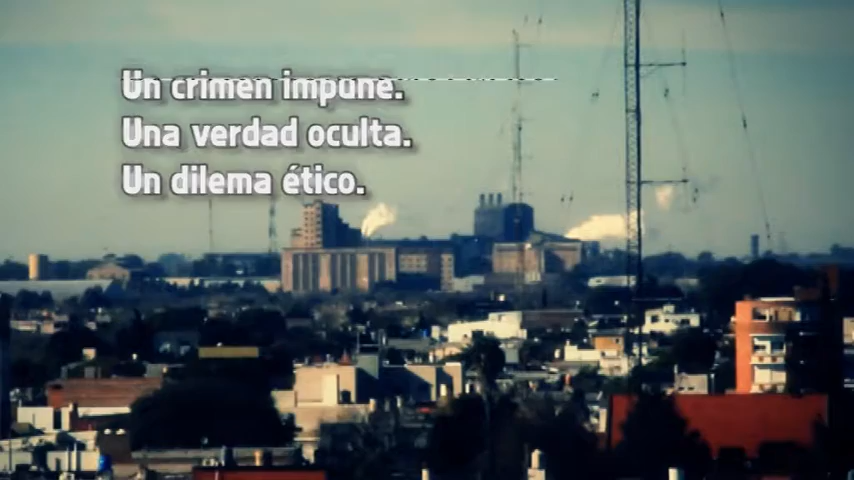 Un crimen impune.
Una verdad oculta.
Un dilema ético.